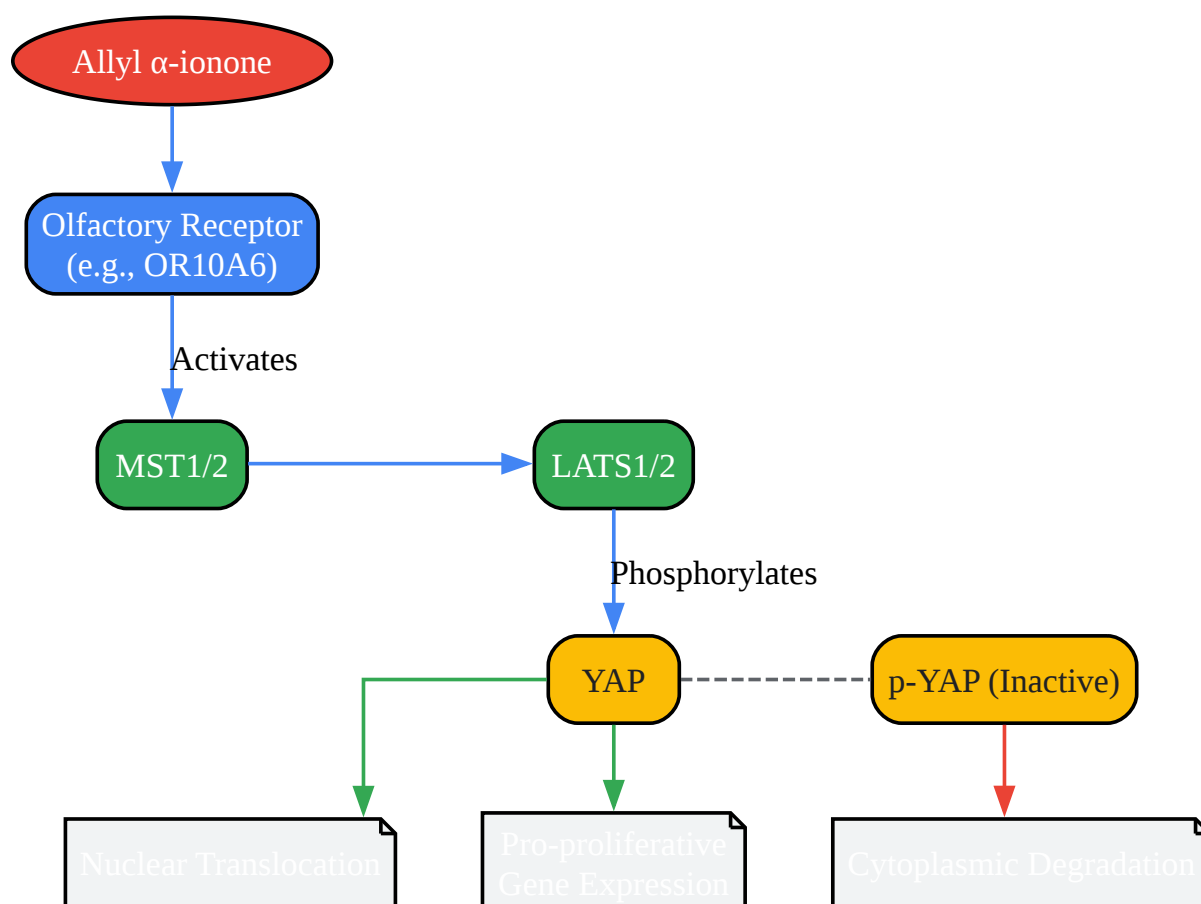 Allyl α-ionone
Olfactory Receptor
(e.g., OR10A6)
Activates
MST1/2
LATS1/2
Phosphorylates
YAP
p-YAP (Inactive)
Nuclear Translocation
Pro-proliferative
Gene Expression
Cytoplasmic Degradation